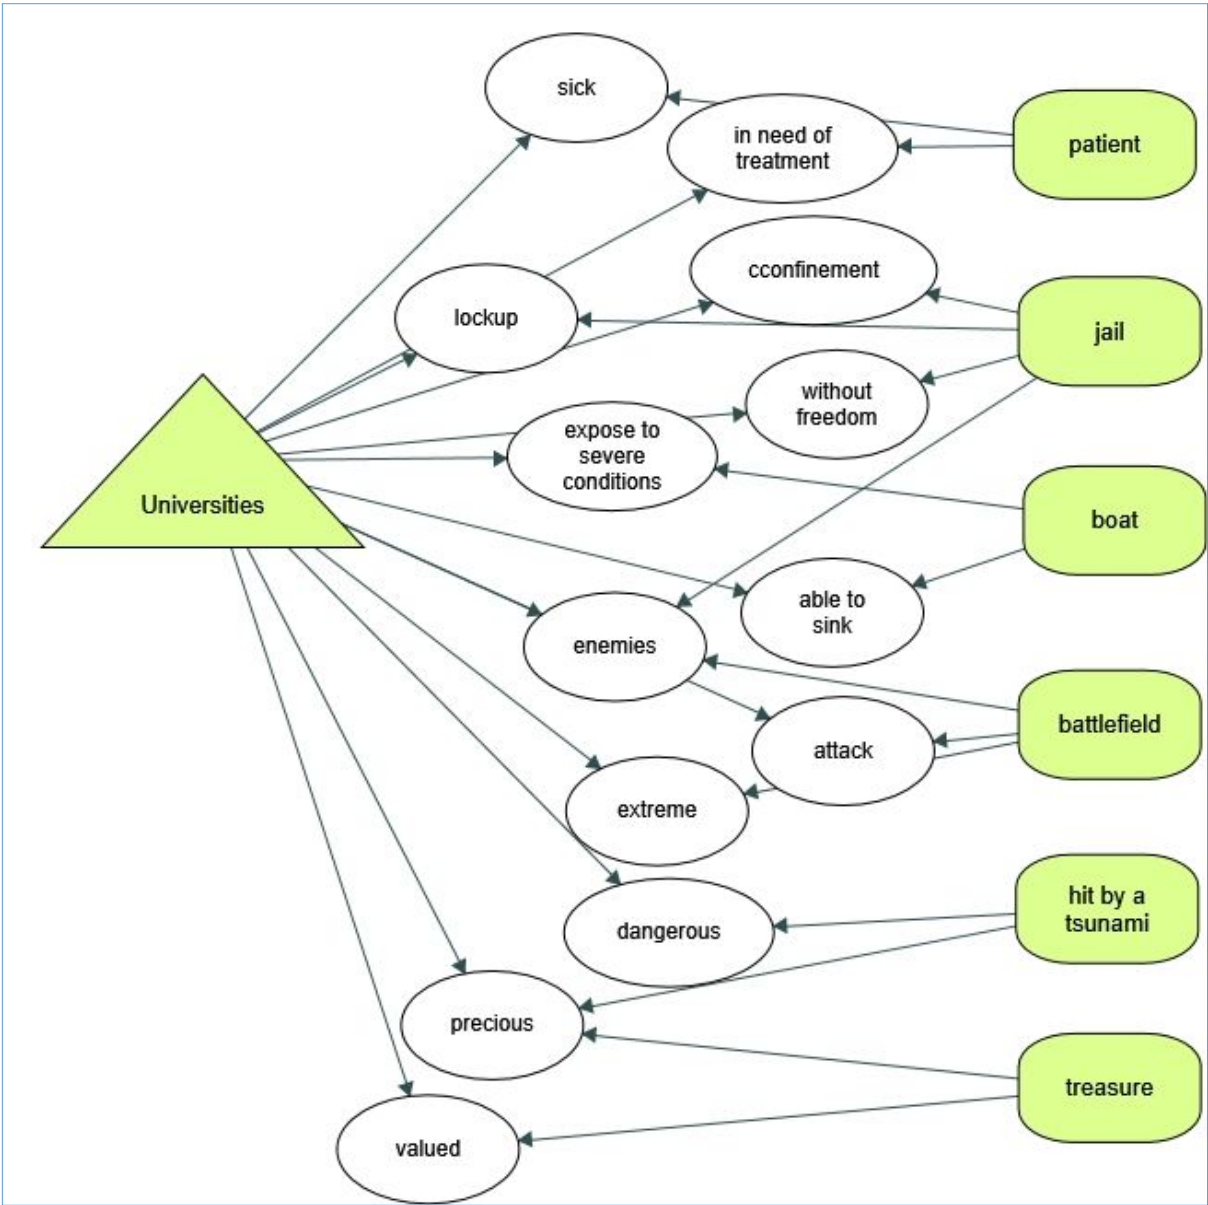 sick
in need of
treatment
patient
cconfinement
lockup
jail
without
freedom
expose to
severe
conditions
Universities
boat
able to
sink
enemies
battlefield
attack
extreme
hit by a
tsunami
dangerous
precious
treasure
valued